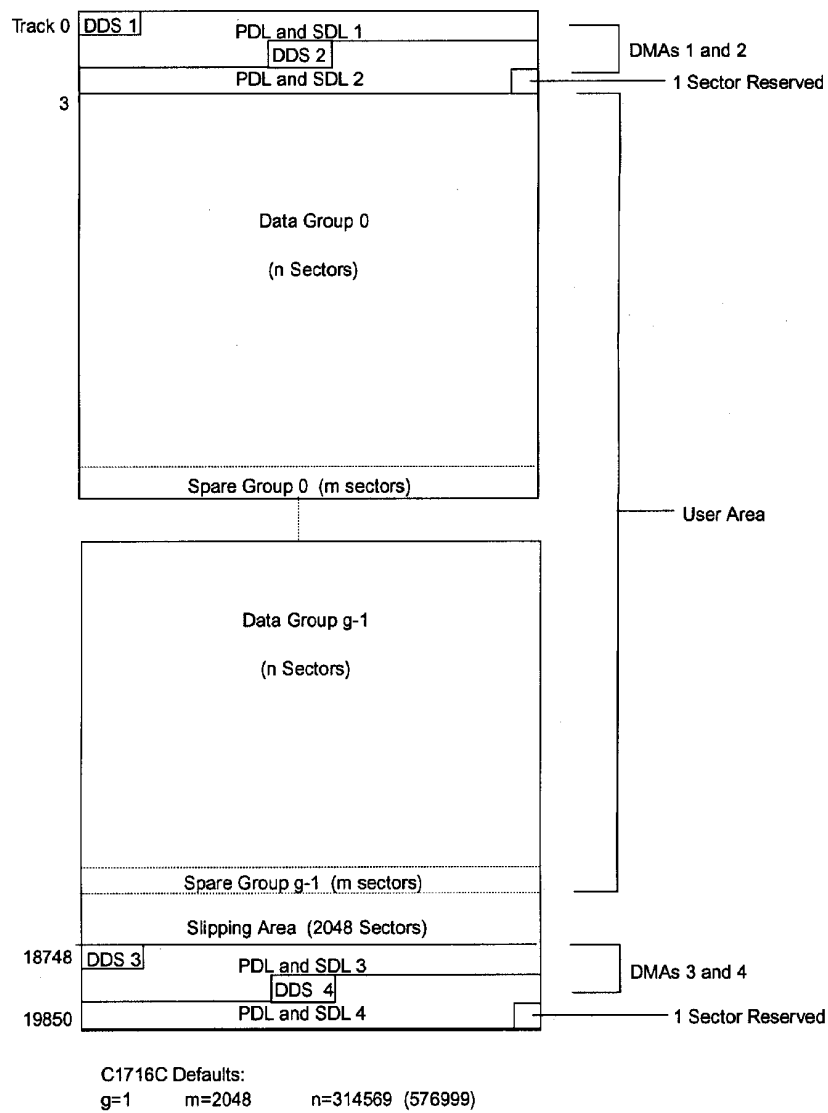 Track 0
DDS 1
PDL and SDL 1
DDS 2
DMAs 1 and 2
PDL and SDL 2
1 Sector Reserved
3
Data Group 0
(n Sectors)
Spare Group 0 (m sectors)
User Area
Data Group g-1
(n Sectors)
Spare Group g-1 (m sectors)
Slipping Area (2048 Sectors)
18748
DDS 3
PDL and SDL 3
DMAs 3 and 4
DDS 4
19850
PDL and SDL 4
1 Sector Reserved
C1716C Defaults:
g=1 m=2048 n=314569 (576999)